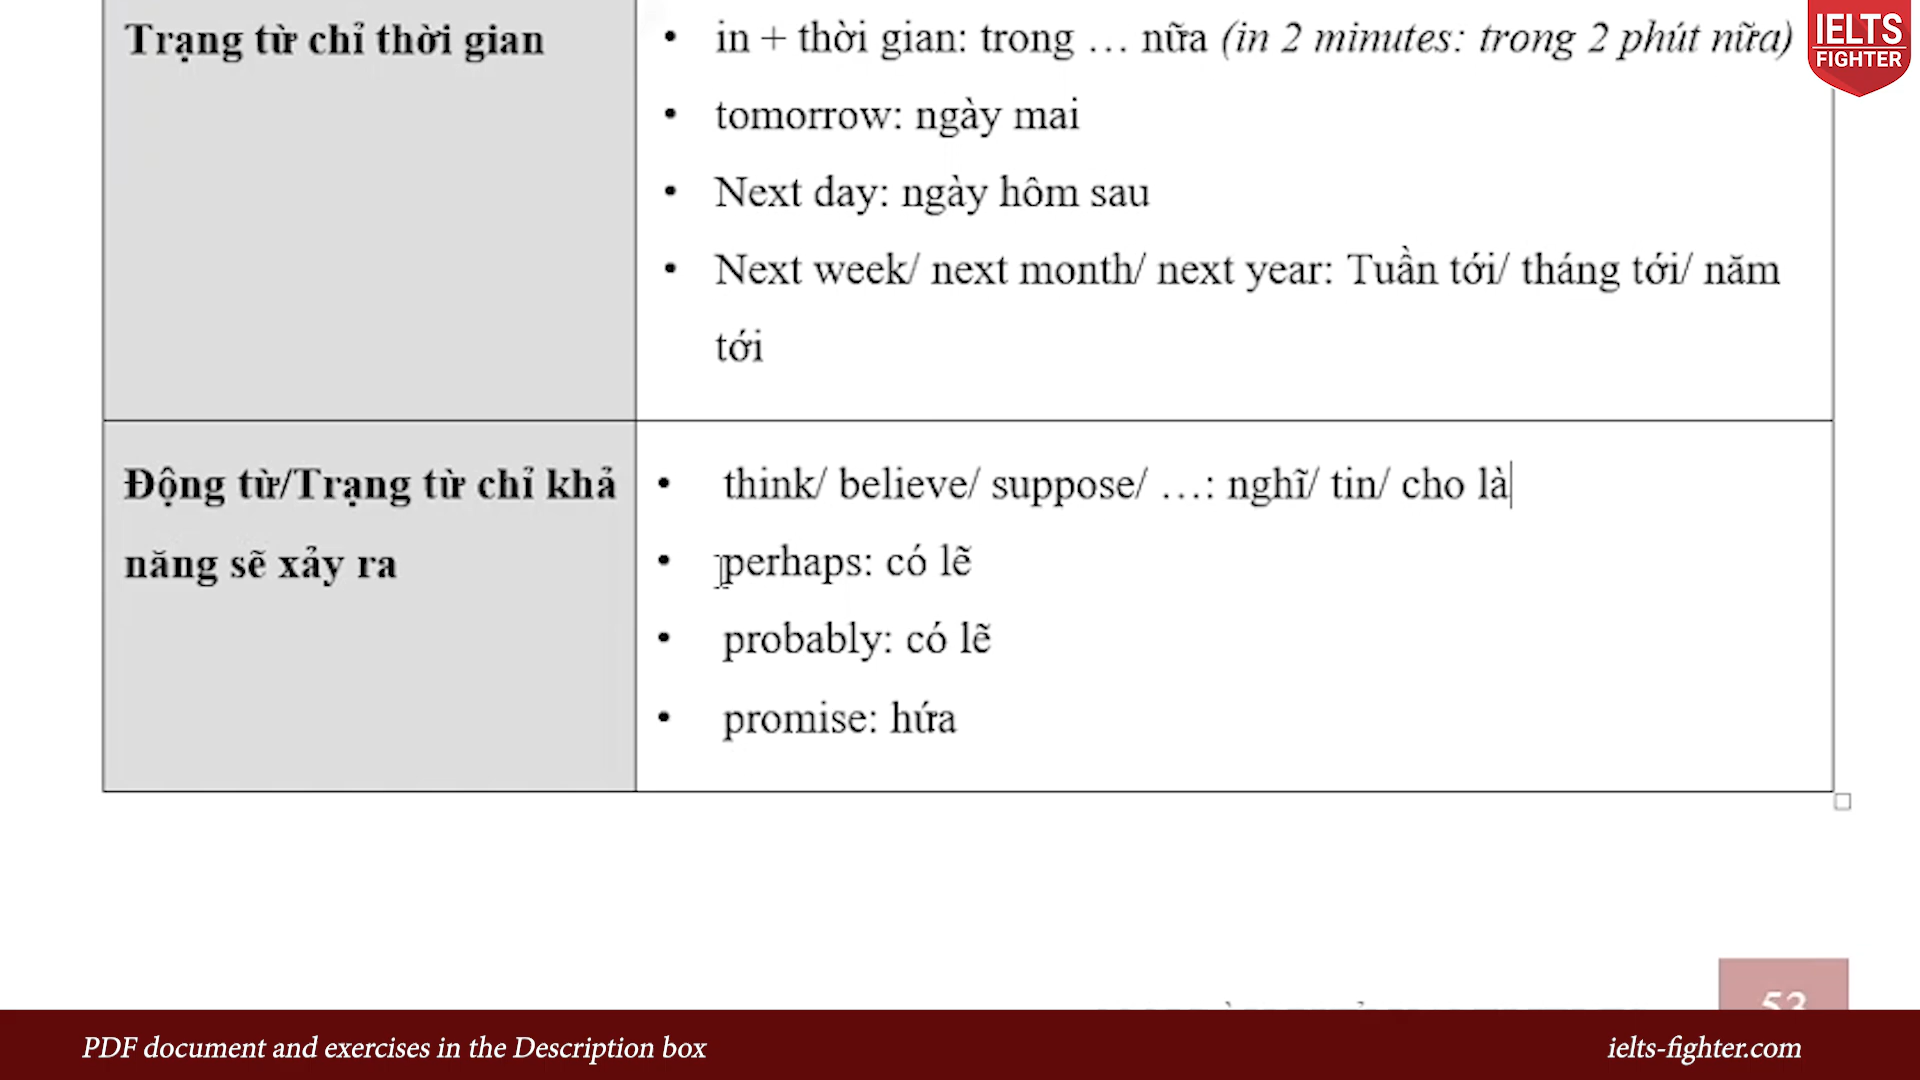 Trạng từ chỉ thời gian
• in + thời gian: trong … nữa (in 2 minutes: trong 2 phút nữa)
• tomorrow: ngày mai
• Next day: ngày hôm sau
• Next week/ next month/ next year: Tuần tới/ tháng tới/ năm
tới
Động từ/Trạng từ chỉ khả
năng sẽ xảy ra
• think/ believe/ suppose/ …: nghĩ/ tin/ cho là
• perhaps: có lẽ
• probably: có lẽ
• promise: hứa
IELTS
FIGHTER
53
PDF document and exercises in the Description box
ielts-fighter.com